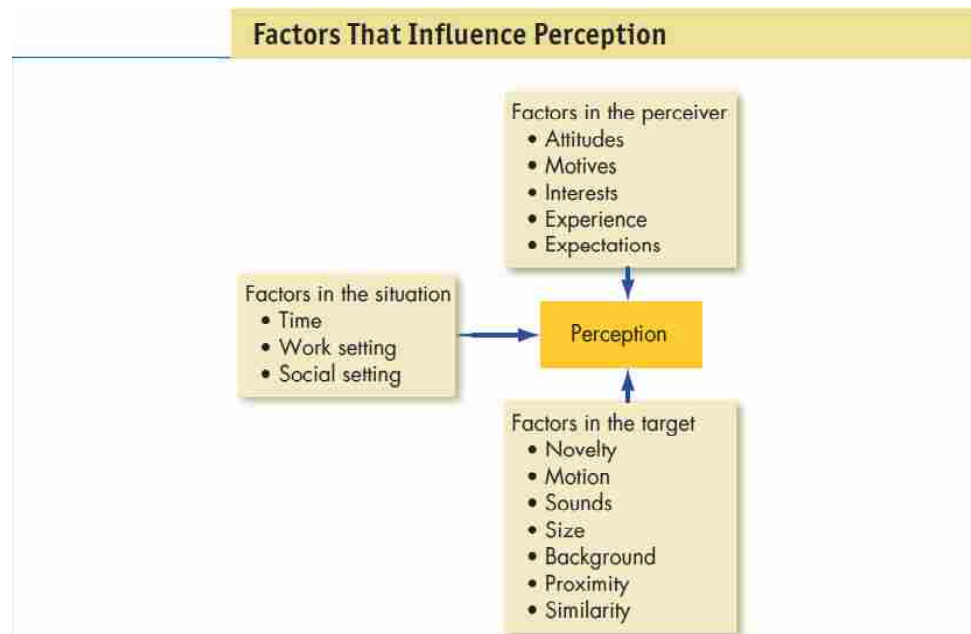 Factors That Influence Perception
Factors in the perceiver
• Attitudes
• Motives
• Interests
• Experience
• Expectations
Factors in the situation
• Time
• Work setting
• Social setting
Perception
Factors in the target
• Novelty
• Motion
• Sounds
• Size
• Background
• Proximity
• Similarity